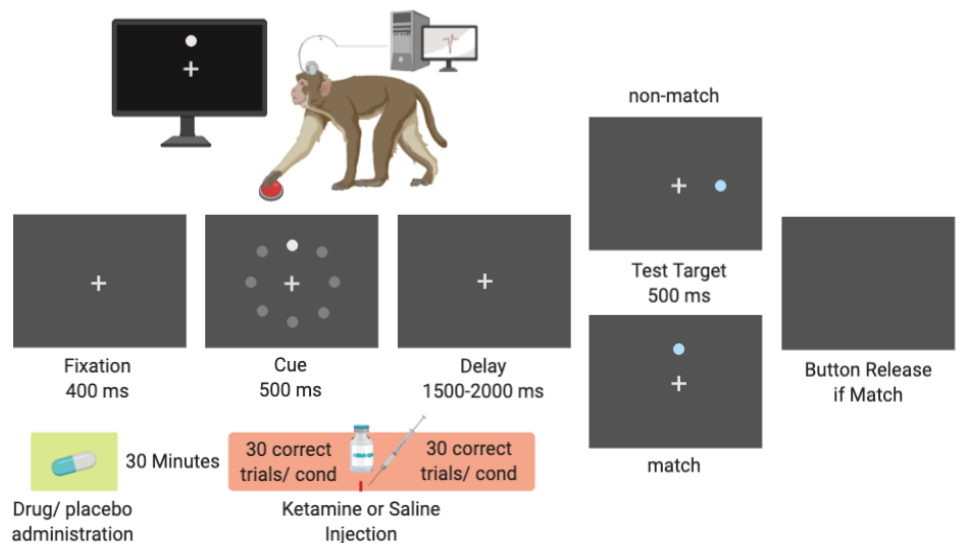 non-match
Test Target
500 ms
Fixation
400 ms
Cue
500 ms
Delay
1500-2000 ms
Button Release
if Match
match
30 Minutes
30 correct
trials/ cond
30 correct
trials/ cond
Drug/ placebo
administration
Ketamine or Saline
Injection